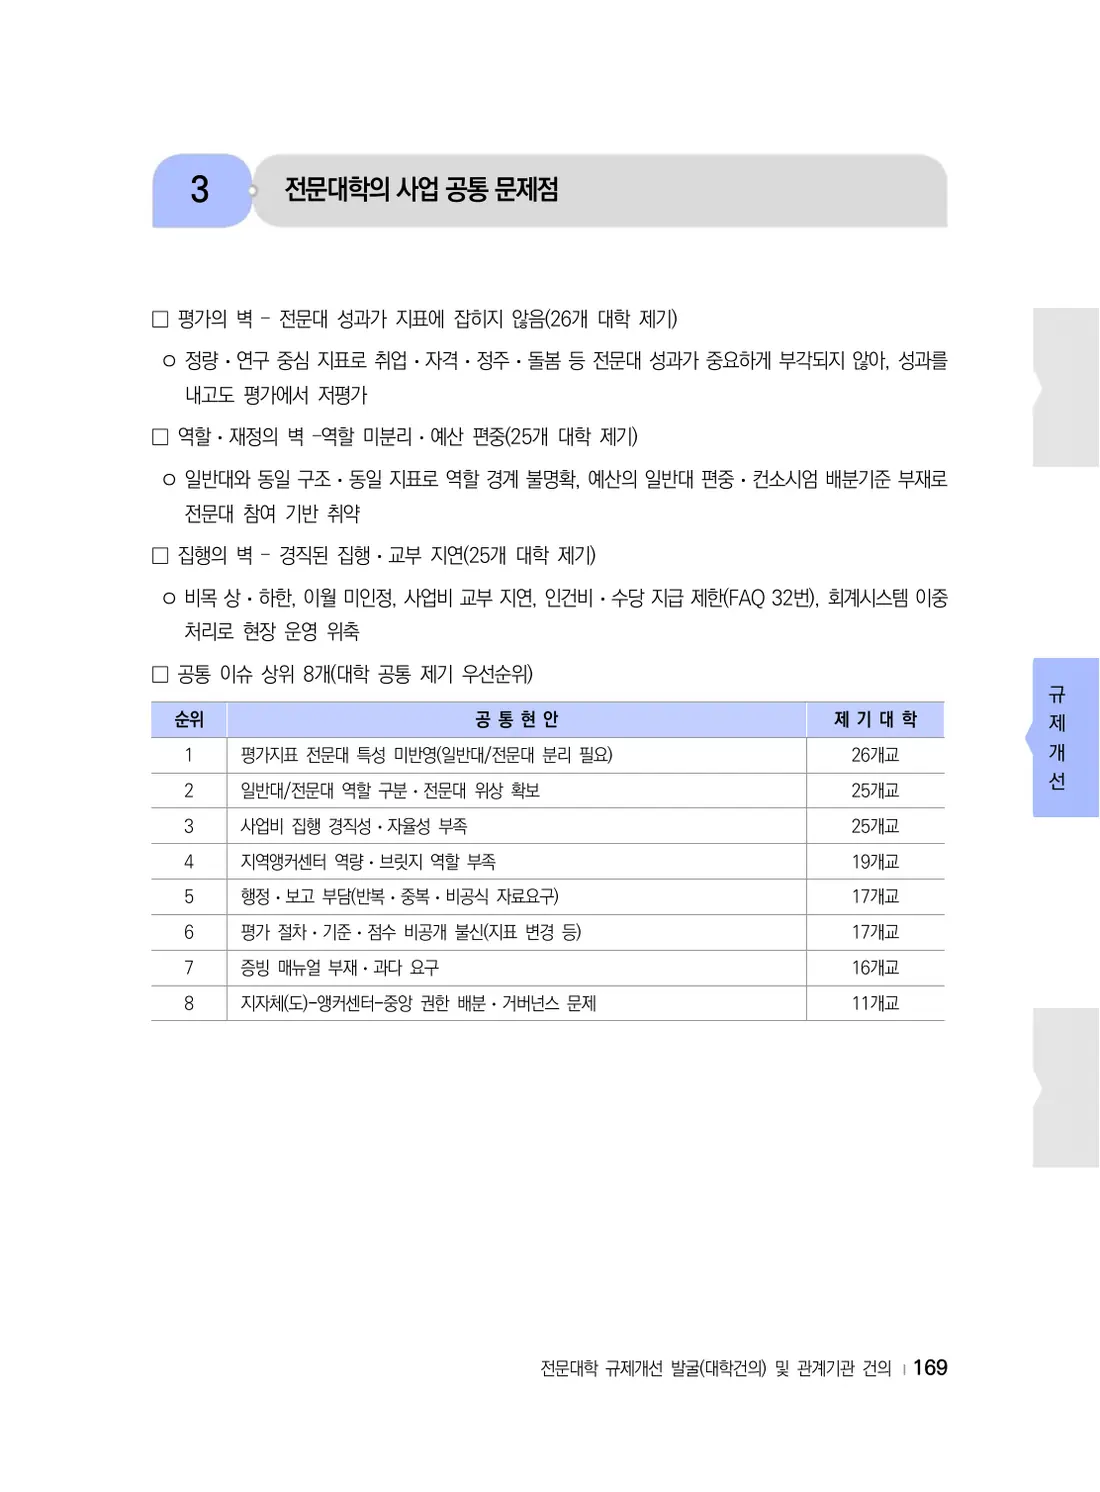 3 전문대학의 사업 공통 문제점
□ 평가의 벽 - 전문대 성과가 지표에 잡히지 않음(26개 대학 제기)
○ 정량·연구 중심 지표로 취업·자격·정주·돌봄 등 전문대 성과가 중요하게 부각되지 않아, 성과를
내고도 평가에서 저평가
□ 역할·재정의 벽 -역할 미분리·예산 편중(25개 대학 제기)
○ 일반대와 동일 구조·동일 지표로 역할 경계 불명확, 예산의 일반대 편중·컨소시엄 배분기준 부재로
전문대 참여 기반 취약
□ 집행의 벽 - 경직된 집행·교부 지연(25개 대학 제기)
○ 비목 상·하한, 이월 미인정, 사업비 교부 지연, 인건비·수당 지급 제한(FAQ 32번), 회계시스템 이중
처리로 현장 운영 위축
□ 공통 이슈 상위 8개(대학 공통 제기 우선순위)
순위 공 통 현 안 제 기 대 학
1 평가지표 전문대 특성 미반영(일반대/전문대 분리 필요) 26개교
2 일반대/전문대 역할 구분·전문대 위상 확보 25개교
3 사업비 집행 경직성·자율성 부족 25개교
4 지역앵커센터 역량·브릿지 역할 부족 19개교
5 행정·보고 부담(반복·중복·비공식 자료요구) 17개교
6 평가 절차·기준·점수 비공개 불신(지표 변경 등) 17개교
7 증빙 매뉴얼 부재·과다 요구 16개교
8 지자체(도)-앵커센터-중앙 권한 배분·거버넌스 문제 11개교
규
제
개
선
전문대학 규제개선 발굴(대학건의) 및 관계기관 건의 | 169